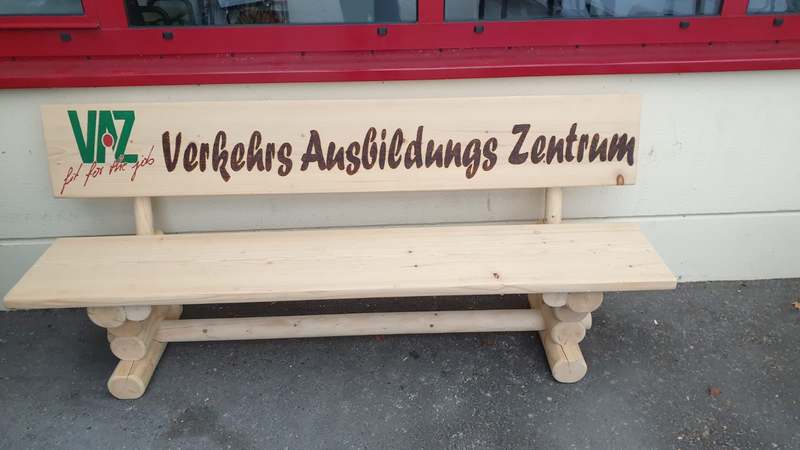 VAZ
fit for the job
Verkehrs Ausbildungs Zentrum